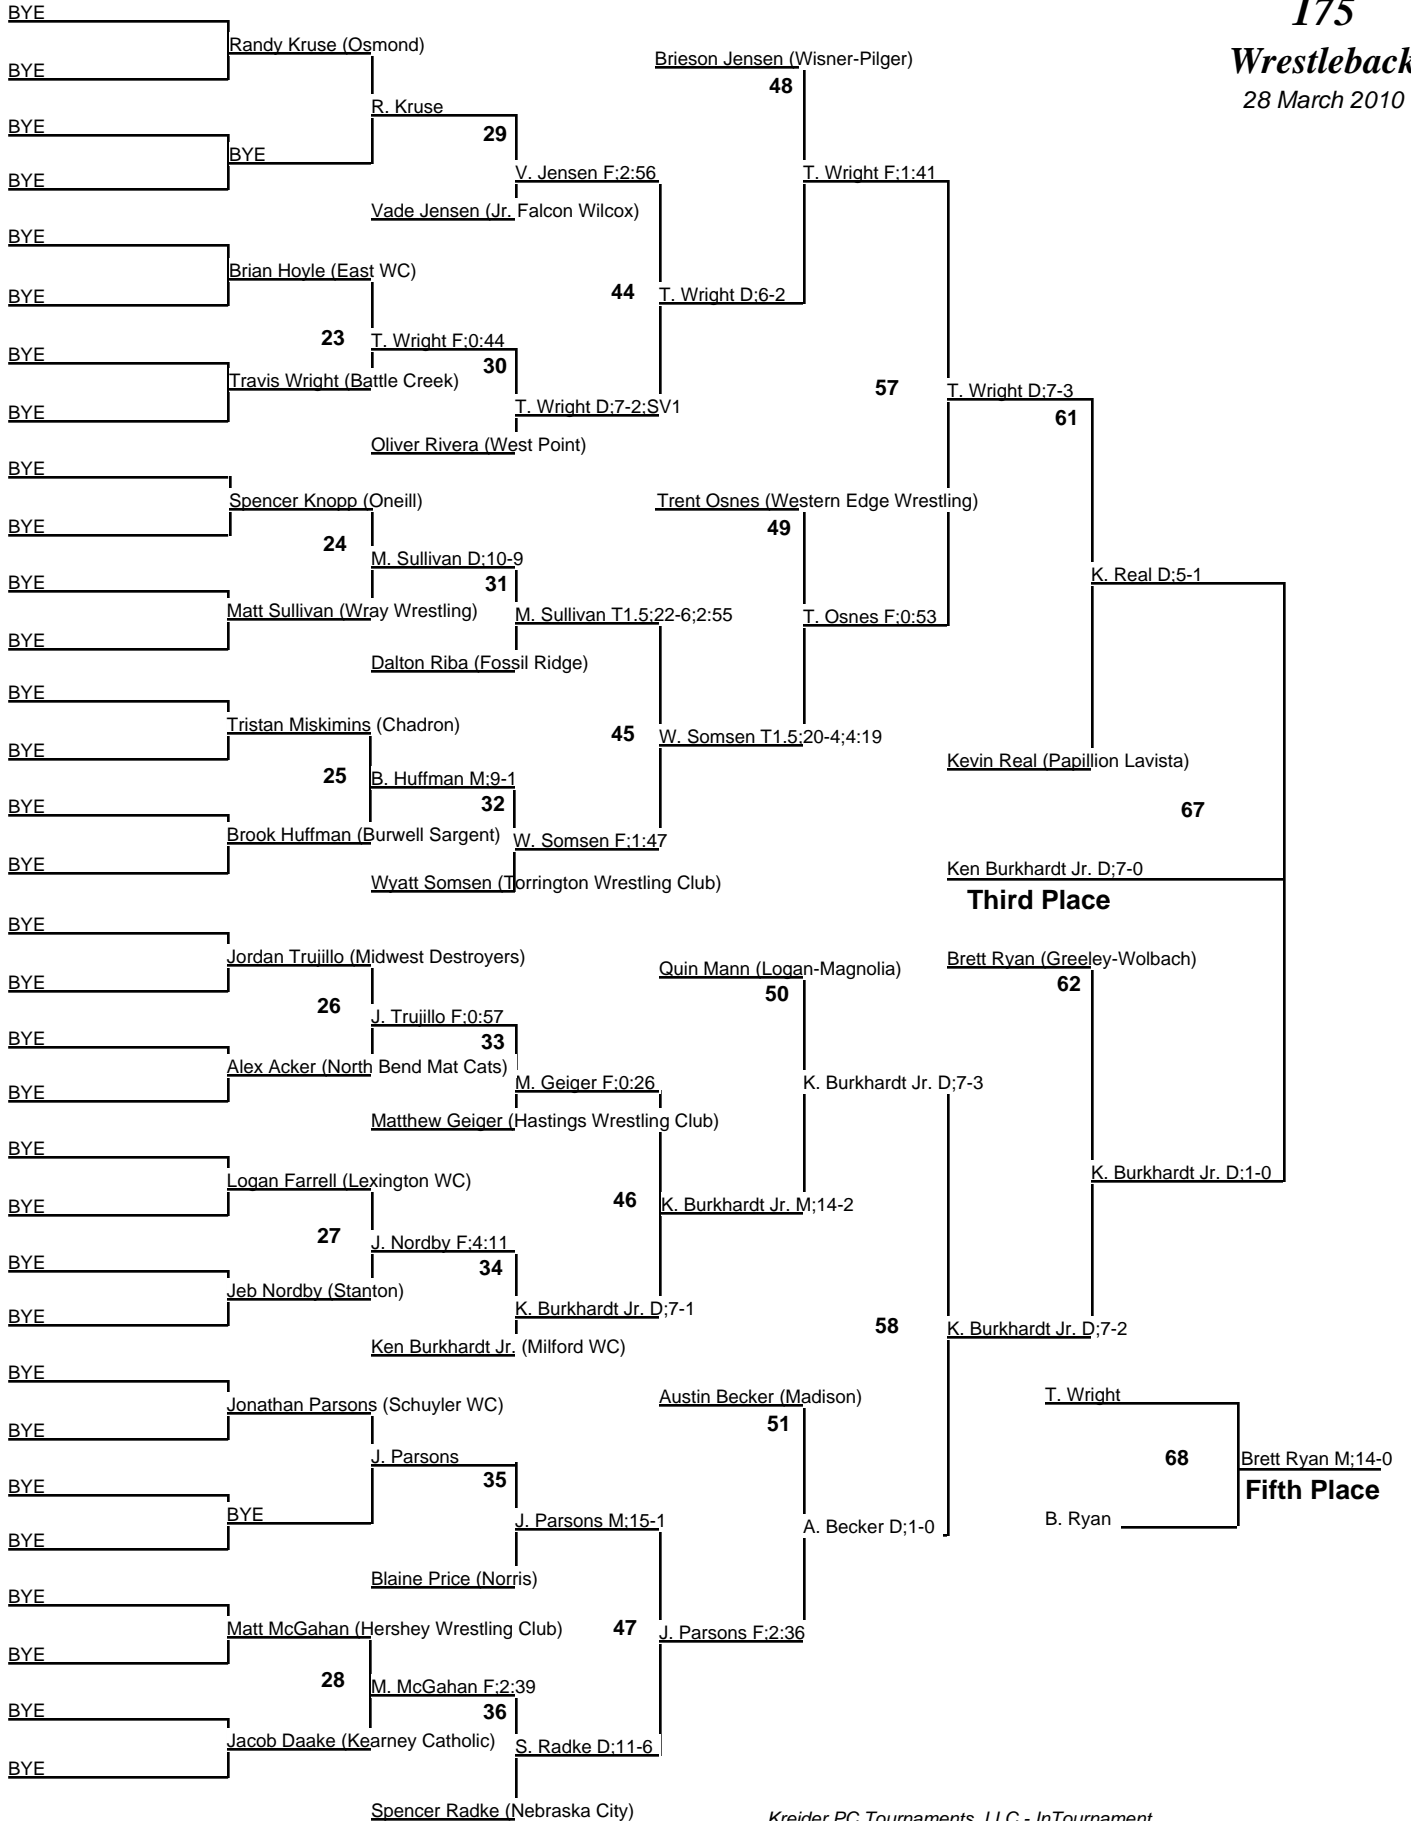 175
Wrestleback
28 March 2010
BYE
Randy Kruse (Osmond)
BYE
Brieson Jensen (Wisner-Pilger)
48
R. Kruse
BYE
29
BYE
BYE
V. Jensen F;2:56
T. Wright F;1:41
Vade Jensen (Jr. Falcon Wilcox)
BYE
Brian Hoyle (East WC)
BYE
44
T. Wright D;6-2
23
T. Wright F;0:44
BYE
30
Travis Wright (Battle Creek)
57
T. Wright D;7-3
BYE
T. Wright D;7-2;SV1
61
Oliver Rivera (West Point)
BYE
Spencer Knopp (Oneill)
Trent Osnes (Western Edge Wrestling)
BYE
49
24
M. Sullivan D;10-9
BYE
31
K. Real D;5-1
Matt Sullivan (Wray Wrestling)
M. Sullivan T1.5;22-6;2:55
T. Osnes F;0:53
BYE
Dalton Riba (Fossil Ridge)
BYE
Tristan Miskimins (Chadron)
45
W. Somsen T1.5;20-4;4:19
BYE
Kevin Real (Papillion Lavista)
25
B. Huffman M;9-1
BYE
32
67
Brook Huffman (Burwell Sargent)
W. Somsen F;1:47
BYE
Ken Burkhardt Jr. D;7-0
Wyatt Somsen (Torrington Wrestling Club)
Third Place
BYE
Jordan Trujillo (Midwest Destroyers)
Brett Ryan (Greeley-Wolbach)
Quin Mann (Logan-Magnolia)
BYE
50
62
26
J. Trujillo F;0:57
BYE
33
Alex Acker (North Bend Mat Cats)
M. Geiger F;0:26
K. Burkhardt Jr. D;7-3
BYE
Matthew Geiger (Hastings Wrestling Club)
BYE
Logan Farrell (Lexington WC)
K. Burkhardt Jr. D;1-0
BYE
46
K. Burkhardt Jr. M;14-2
27
J. Nordby F;4:11
BYE
34
Jeb Nordby (Stanton)
BYE
K. Burkhardt Jr. D;7-1
58
K. Burkhardt Jr. D;7-2
Ken Burkhardt Jr. (Milford WC)
BYE
Jonathan Parsons (Schuyler WC)
Austin Becker (Madison)
T. Wright
BYE
51
J. Parsons
68
Brett Ryan M;14-0
BYE
35
Fifth Place
BYE
J. Parsons M;15-1
A. Becker D;1-0
B. Ryan
BYE
Blaine Price (Norris)
BYE
Matt McGahan (Hershey Wrestling Club)
47
J. Parsons F;2:36
BYE
28
M. McGahan F;2:39
BYE
36
Jacob Daake (Kearney Catholic)
S. Radke D;11-6
BYE
Spencer Radke (Nebraska City)
Kreider PC Tournaments, LLC - InTournament